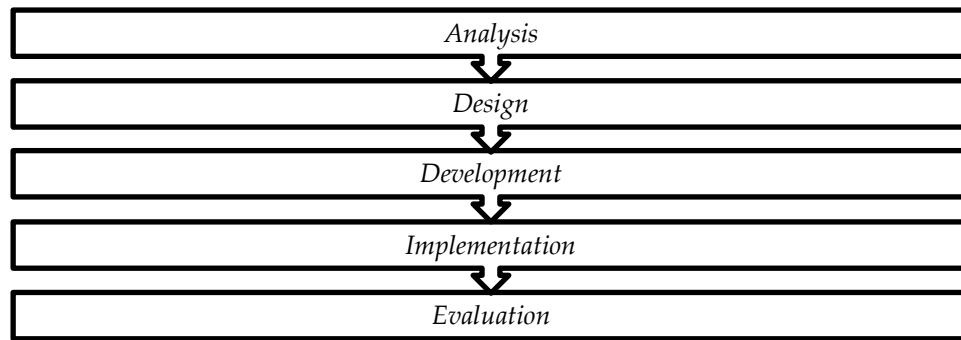 Analysis
Design
Development
Implementation
Evaluation